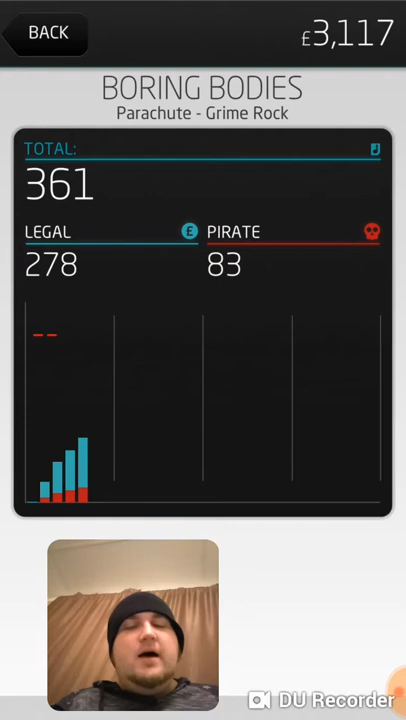 BACK
£3,117
BORING BODIES
Parachute - Grime Rock
TOTAL:
361
LEGAL £
278
PIRATE
83
DU Recorder